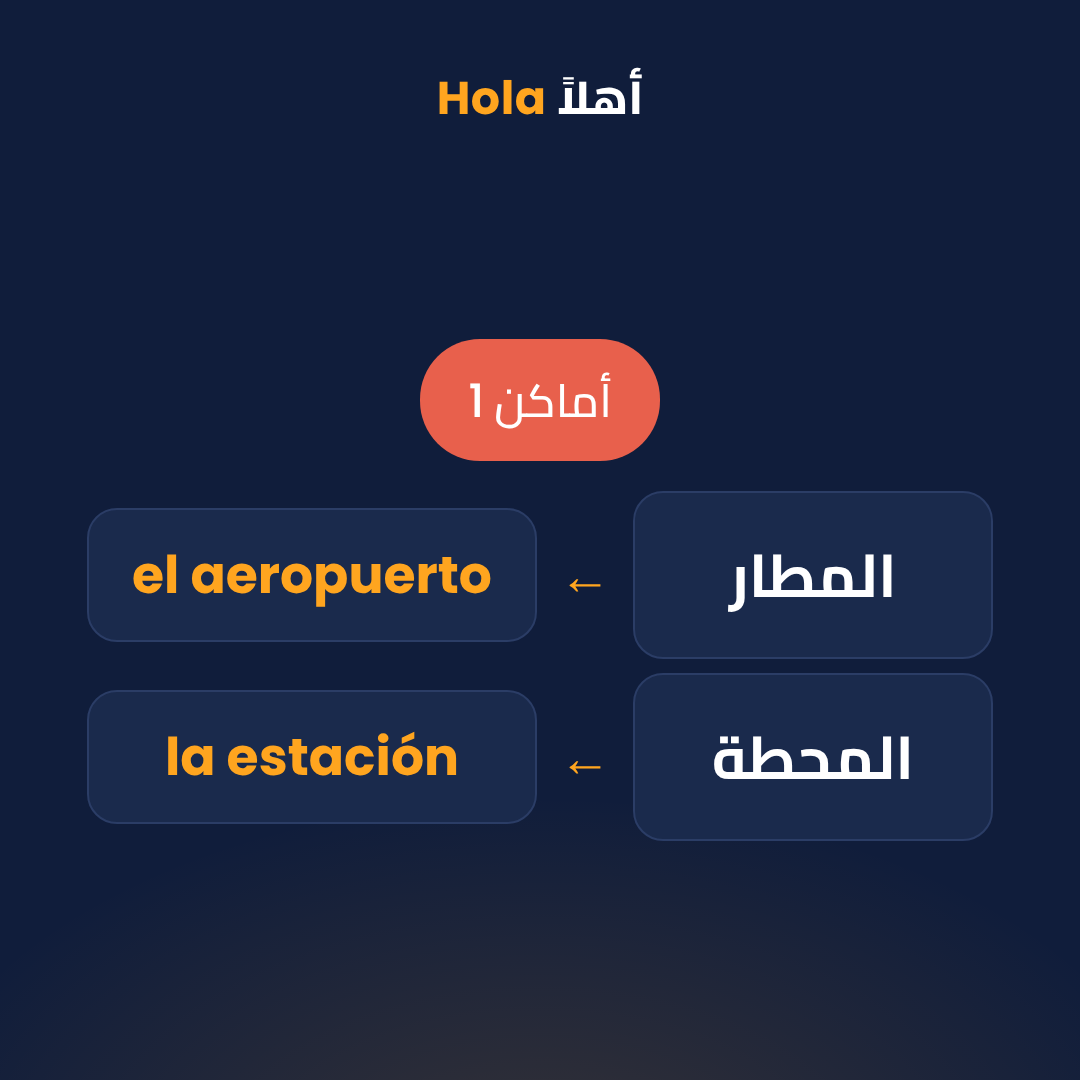 أهلاً Hola
أماكن 1
المطار ← el aeropuerto
المحطة ← la estación